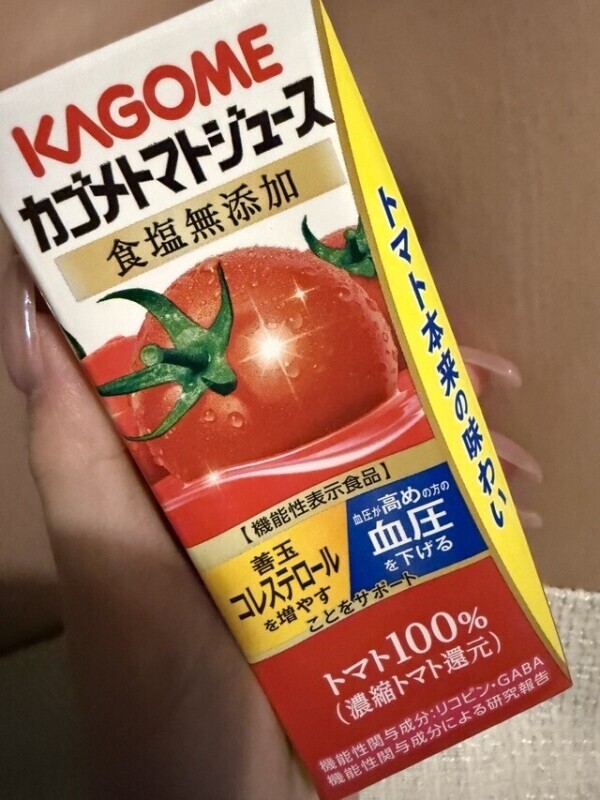 KAGOME
カゴメトマトジュース
食塩無添加
トマト本来の味わい
【機能性表示食品】
善玉
コレステロール
を増やす
血圧が高めの方の
血圧
を下げる
ことをサポート
トマト100%
(濃縮トマト還元)
機能性関与成分:リコピン・GABA
機能性関与成分による研究報告